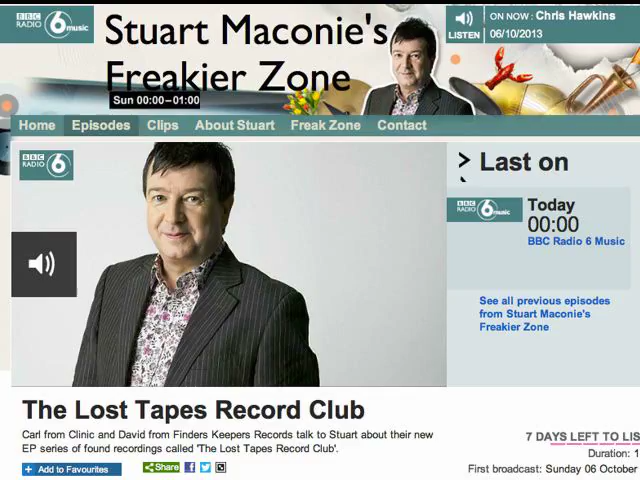 BBC RADIO 6 music
Stuart Maconie's
Freakier Zone
Sun 00:00–01:00
LISTEN
ON NOW : Chris Hawkins
06/10/2013
Home Episodes Clips About Stuart Freak Zone Contact
BBC RADIO 6
Last on
BBC RADIO 6 music
Today
00:00
BBC Radio 6 Music
See all previous episodes
from Stuart Maconie's
Freakier Zone
The Lost Tapes Record Club
Carl from Clinic and David from Finders Keepers Records talk to Stuart about their new
EP series of found recordings called 'The Lost Tapes Record Club'.
+ Add to Favourites
Share
7 DAYS LEFT TO LIS
Duration: 1
First broadcast: Sunday 06 October